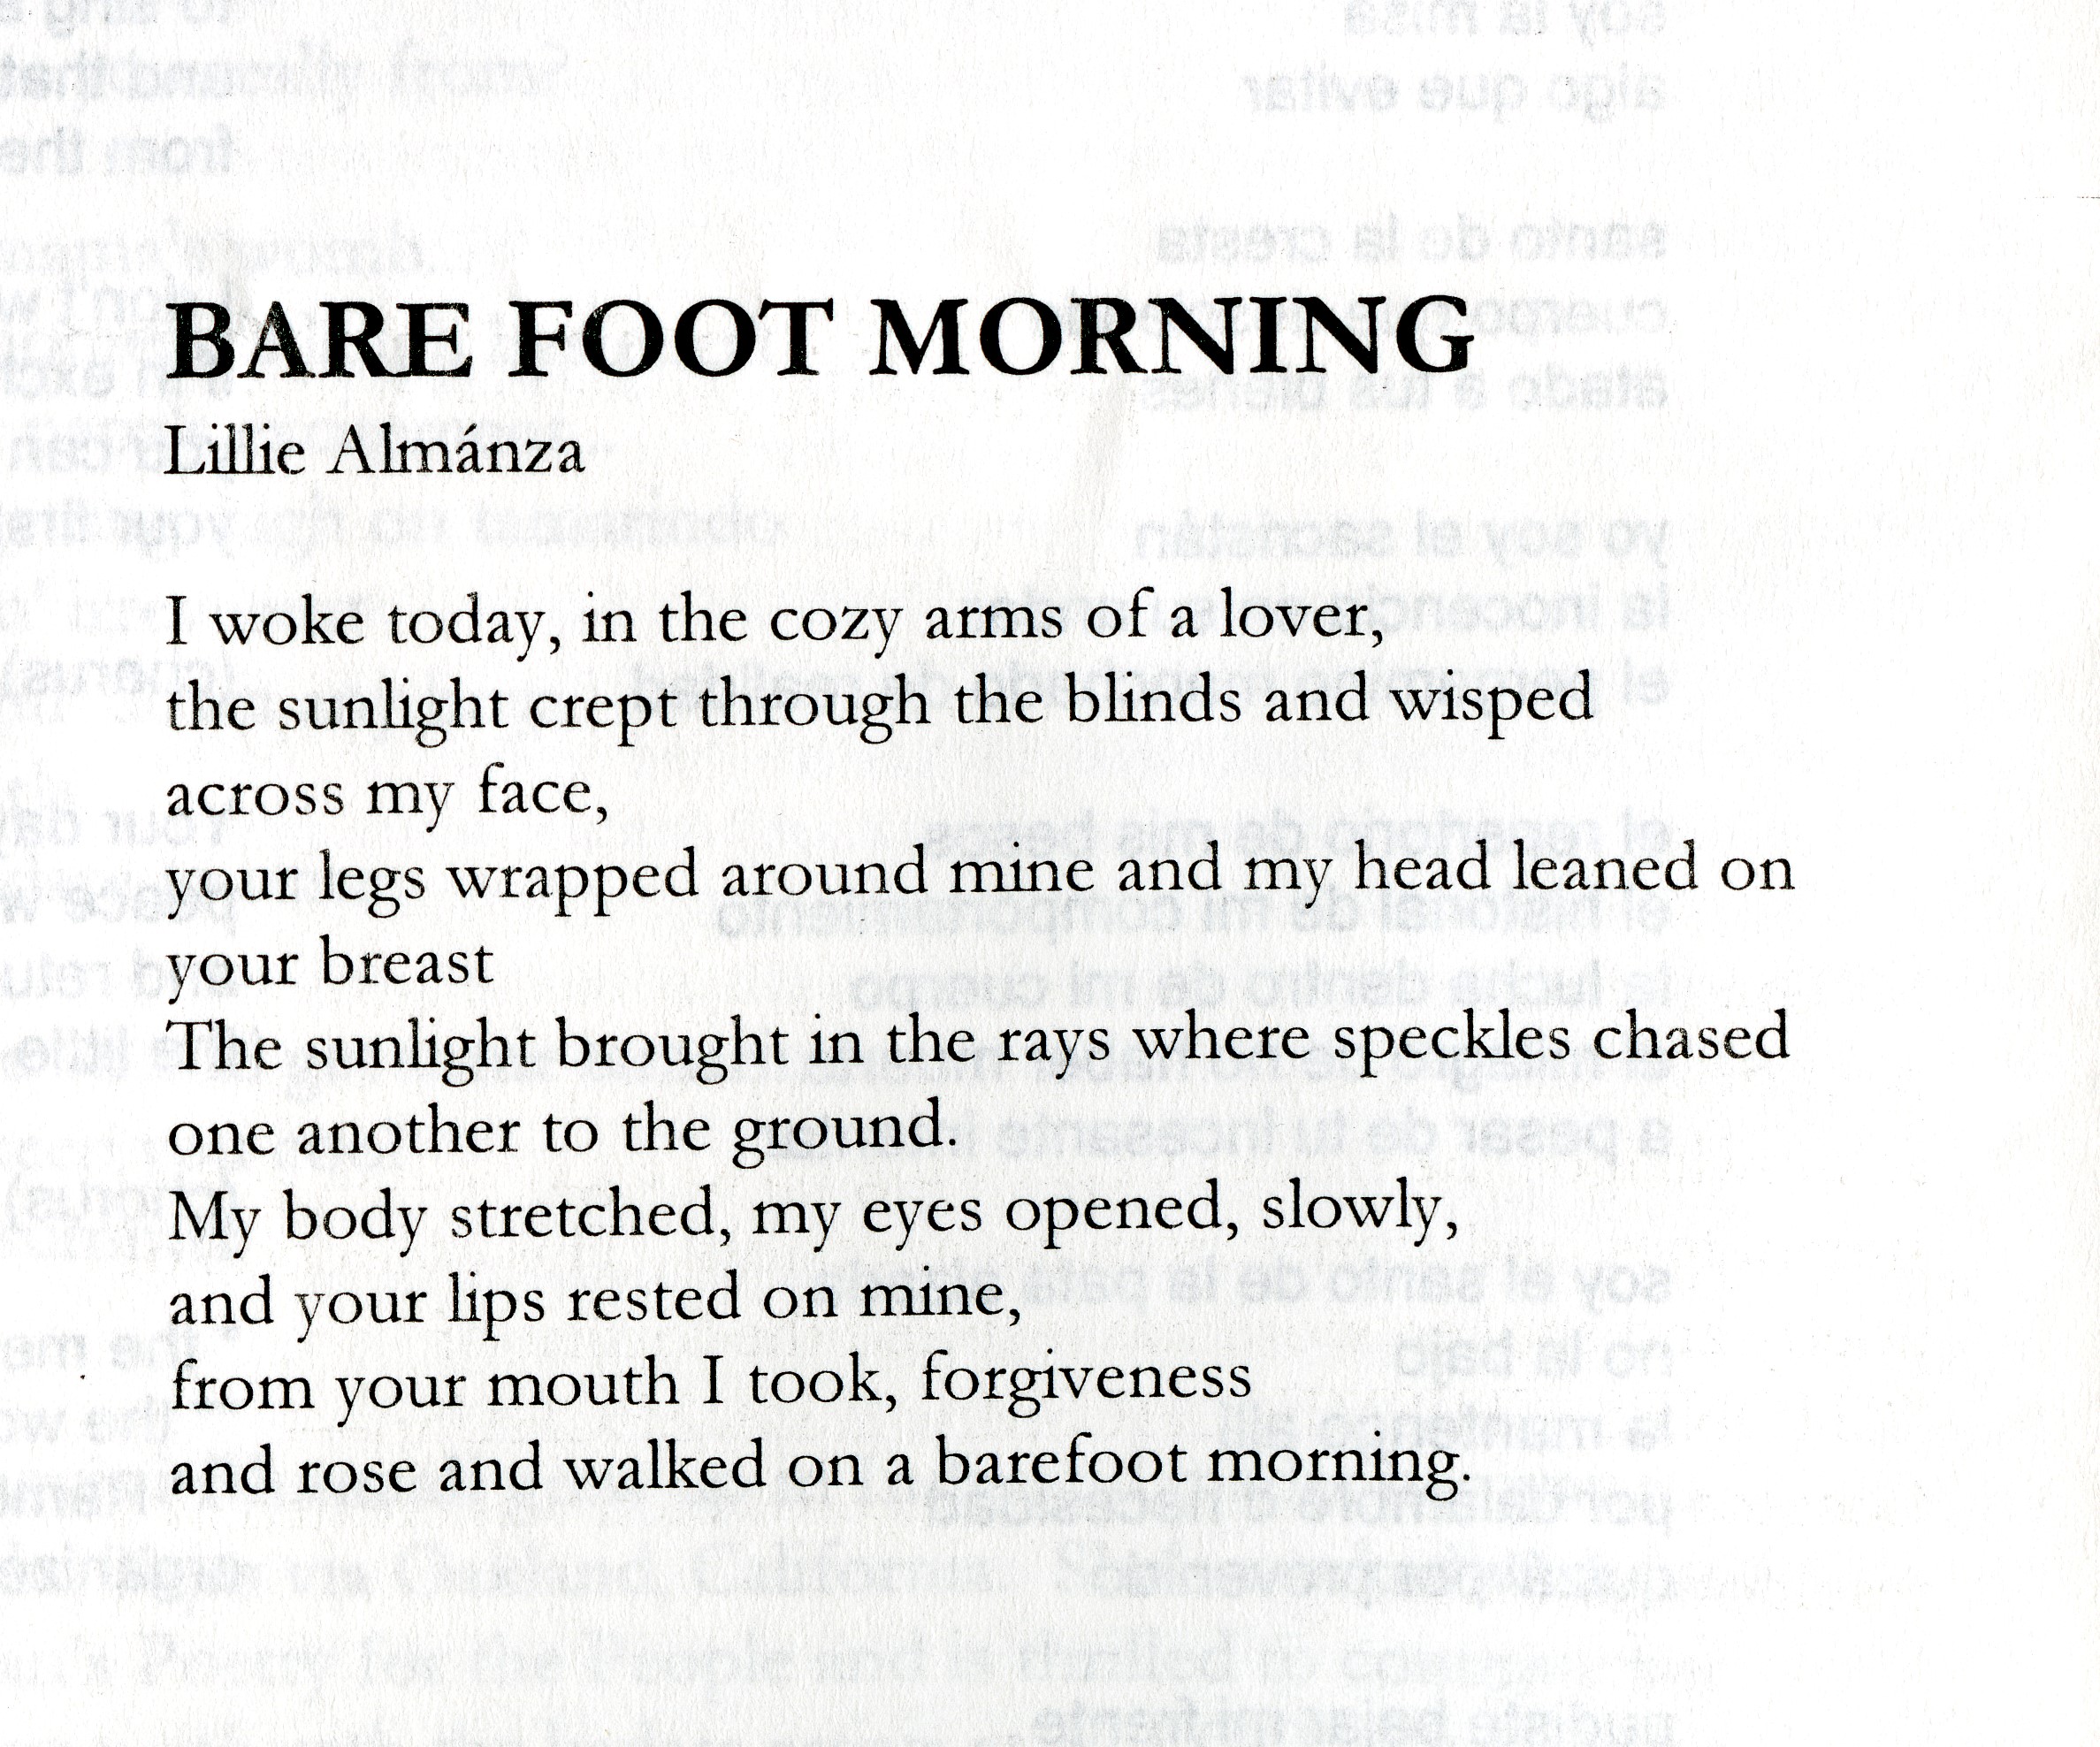 BARE FOOT MORNING
Lillie Almánza
I woke today, in the cozy arms of a lover,
the sunlight crept through the blinds and wisped
across my face,
your legs wrapped around mine and my head leaned on
your breast
The sunlight brought in the rays where speckles chased
one another to the ground.
My body stretched, my eyes opened, slowly,
and your lips rested on mine,
from your mouth I took, forgiveness
and rose and walked on a barefoot morning.